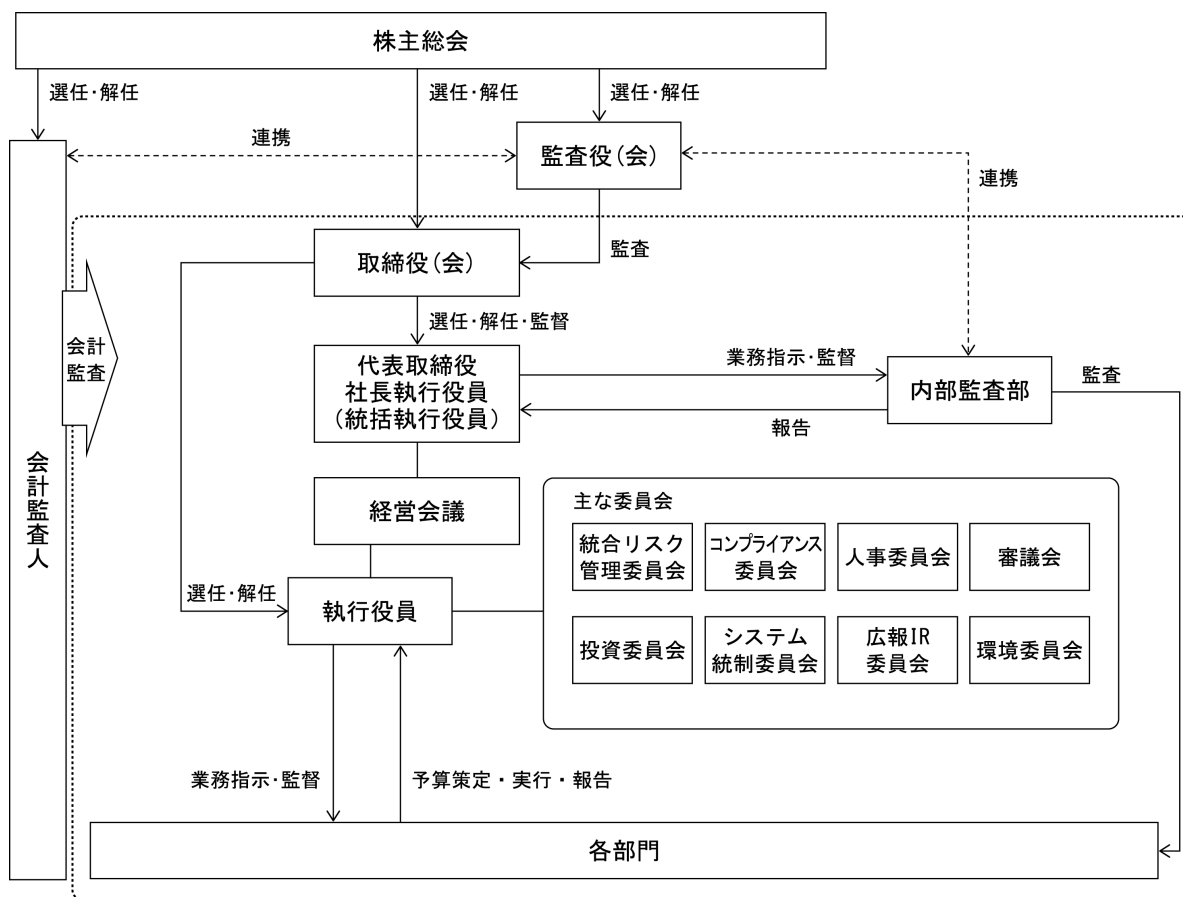 株主総会
選任・解任
選任・解任
選任・解任
連携
監査役(会)
連携
監査
取締役(会)
選任・解任・監督
会計
監査
代表取締役
社長執行役員
(統括執行役員)
業務指示・監督
報告
内部監査部
監査
会計監査人
経営会議
主な委員会
統合リスク
管理委員会
コンプライアンス
委員会
人事委員会
審議会
投資委員会
システム
統制委員会
広報IR
委員会
環境委員会
選任・解任
執行役員
業務指示・監督
予算策定・実行・報告
各部門